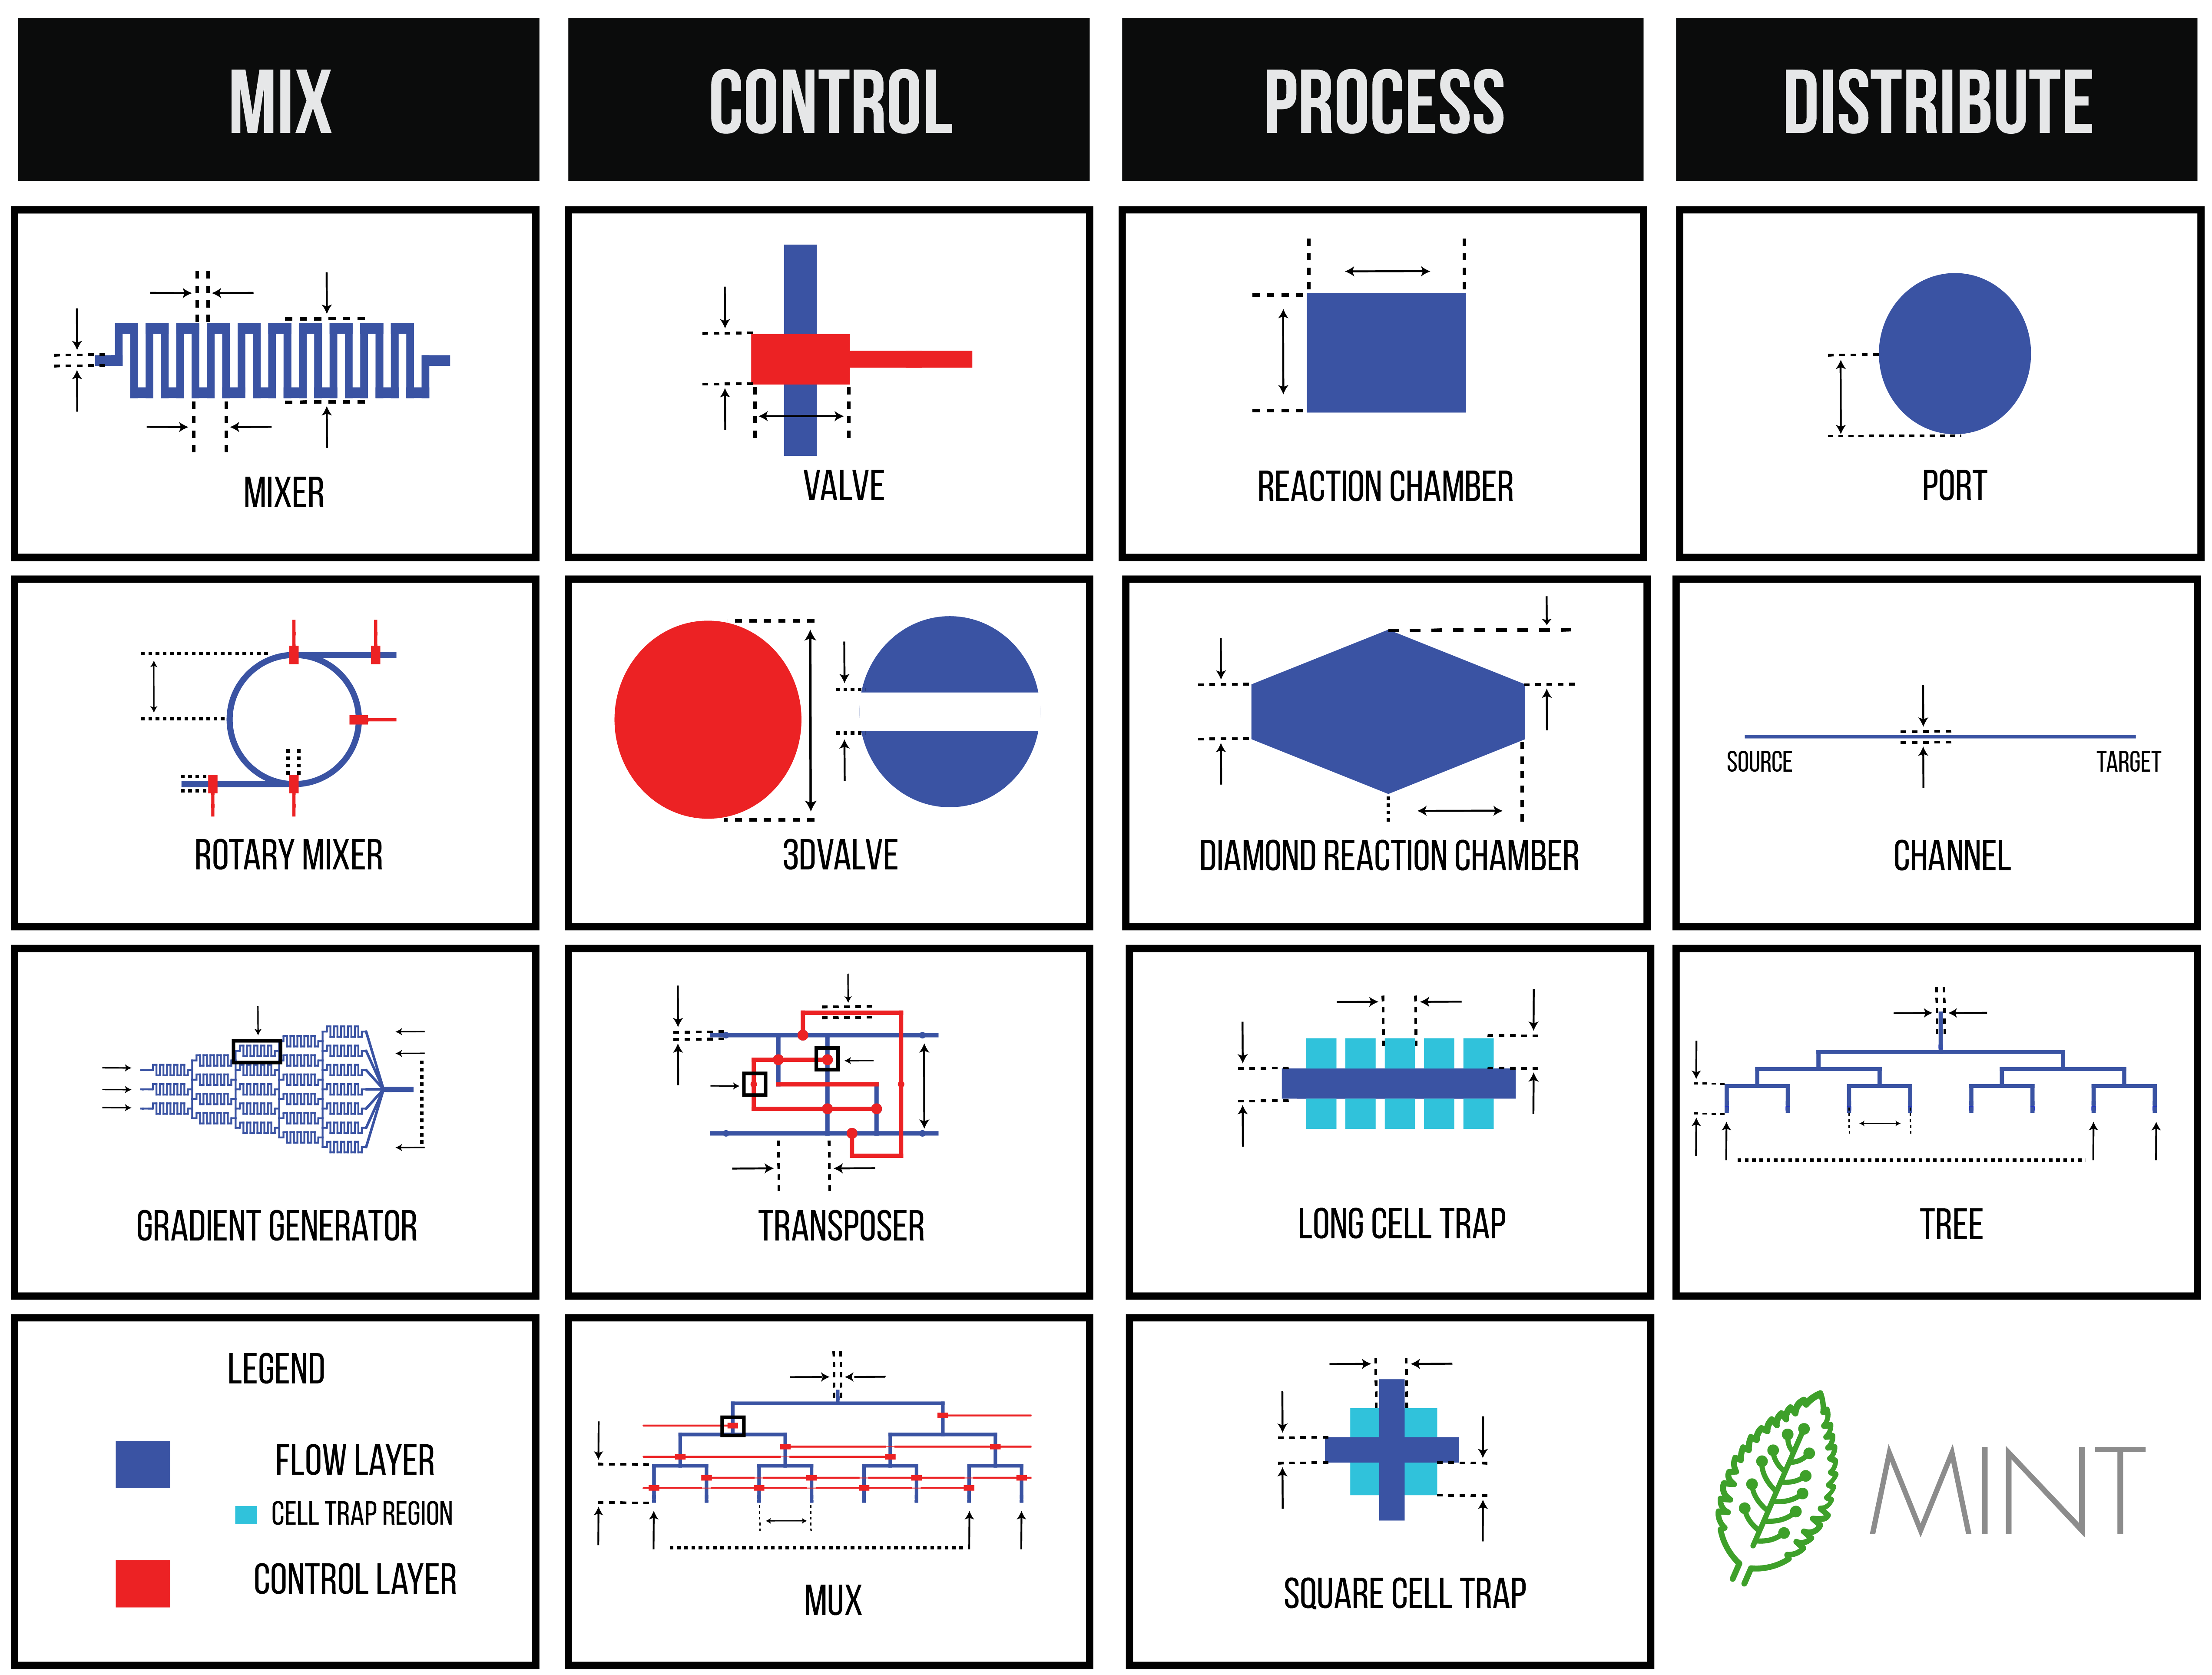 MIX
CONTROL
PROCESS
DISTRIBUTE
MIXER
VALVE
REACTION CHAMBER
PORT
ROTARY MIXER
3DVALVE
DIAMOND REACTION CHAMBER
SOURCE
TARGET
CHANNEL
GRADIENT GENERATOR
TRANSPOSER
LONG CELL TRAP
TREE
LEGEND
FLOW LAYER
CELL TRAP REGION
CONTROL LAYER
MUX
SQUARE CELL TRAP
MINT